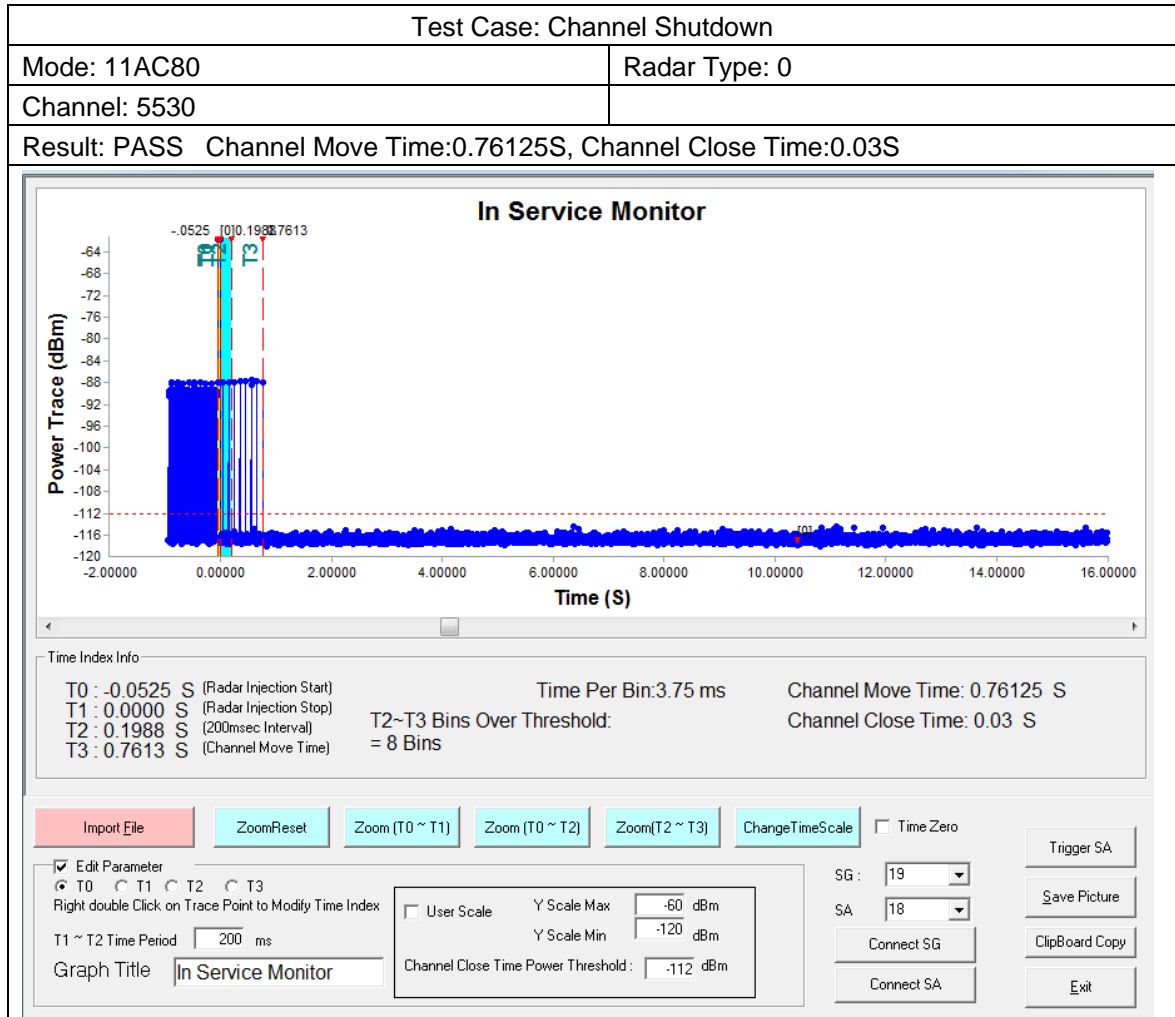 Test Case: Channel Shutdown
Mode: 11AC80 Radar Type: 0
Channel: 5530
Result: PASS Channel Move Time:0.76125S, Channel Close Time:0.03S
In Service Monitor
-.0525 [0]0.1988 0.7613
T2 T3
Power Trace (dBm)
-64
-68
-72
-76
-80
-84
-88
-92
-96
-100
-104
-108
-112
-116
-120
[0]
-2.00000 0.00000 2.00000 4.00000 6.00000 8.00000 10.00000 12.00000 14.00000 16.00000
Time (S)
Time Index Info
T0 : -0.0525 S (Radar Injection Start)
T1 : 0.0000 S (Radar Injection Stop)
T2 : 0.1988 S (200msec Interval)
T3 : 0.7613 S (Channel Move Time)
Time Per Bin:3.75 ms
T2~T3 Bins Over Threshold:
= 8 Bins
Channel Move Time: 0.76125 S
Channel Close Time: 0.03 S
Import File ZoomReset Zoom (T0 ~ T1) Zoom (T0 ~ T2) Zoom(T2 ~ T3) ChangeTimeScale Time Zero
Edit Parameter
T0 T1 T2 T3
Right double Click on Trace Point to Modify Time Index
T1 ~ T2 Time Period 200 ms
Graph Title In Service Monitor
User Scale Y Scale Max -60 dBm
Y Scale Min -120 dBm
Channel Close Time Power Threshold : -112 dBm
SG : 19
SA 18
Connect SG
Connect SA
Trigger SA
Save Picture
ClipBoard Copy
Exit